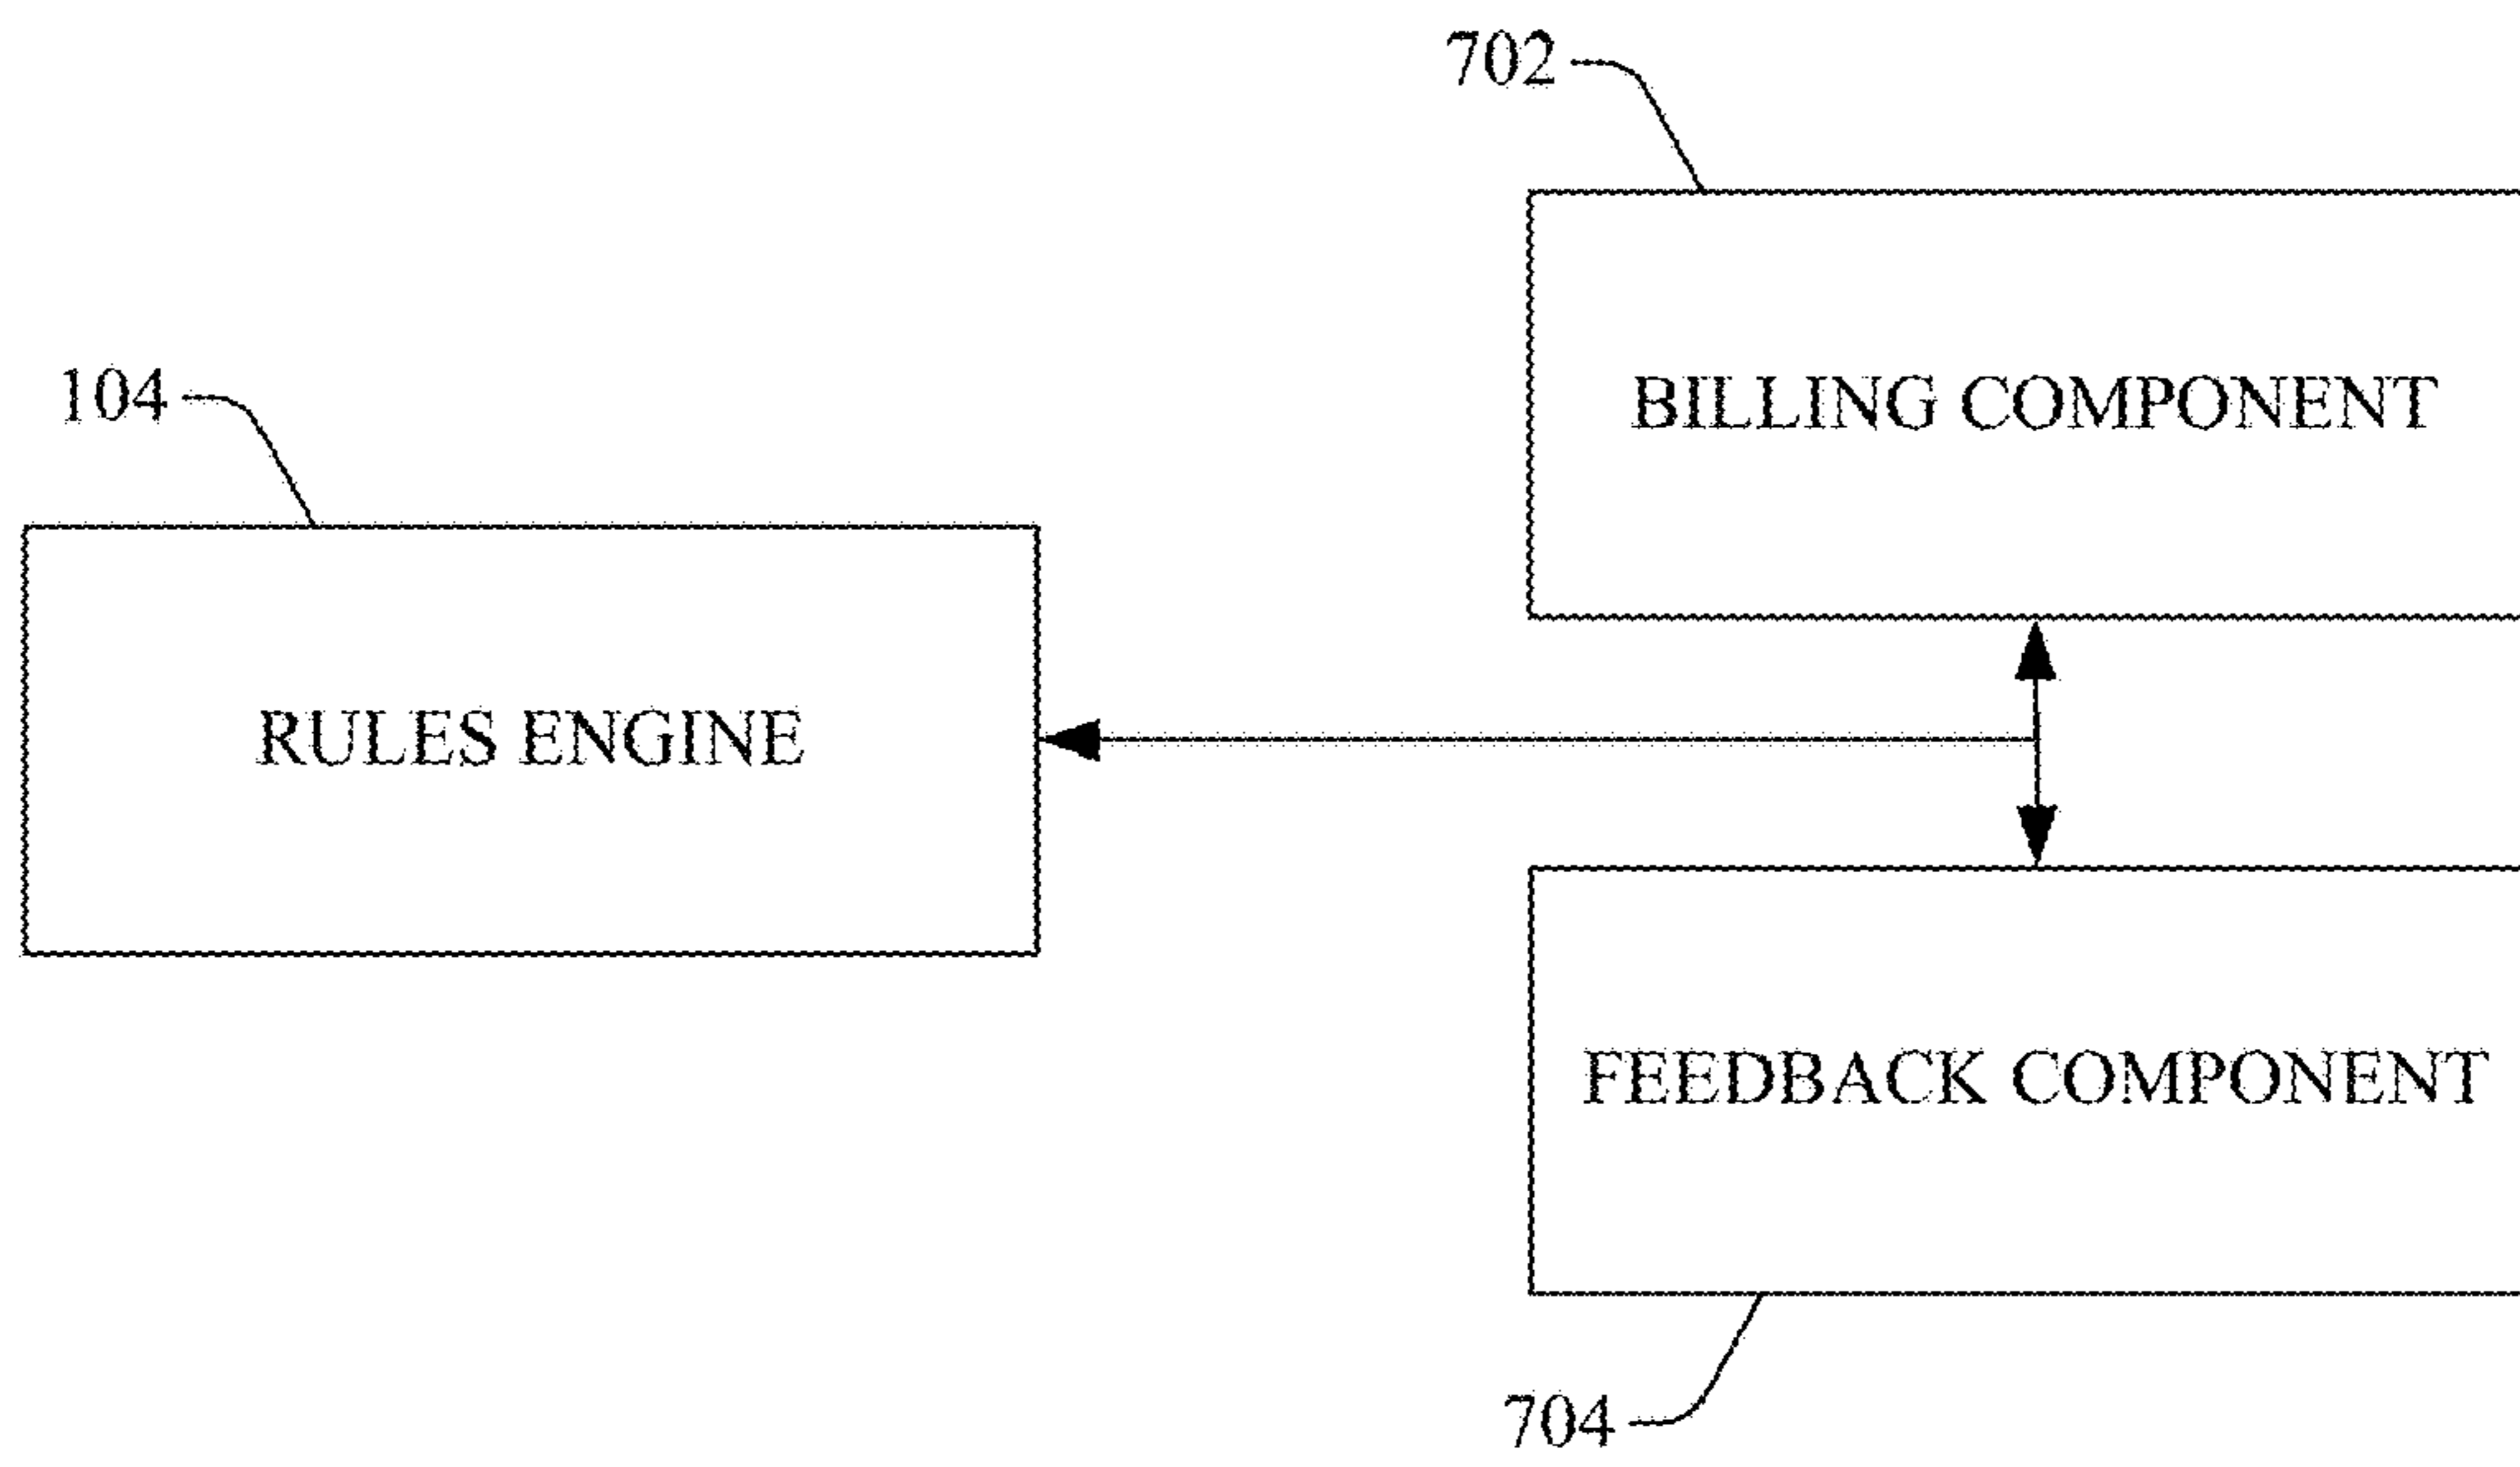 702
BILLING COMPONENT
104
RULES ENGINE
FEEDBACK COMPONENT
704